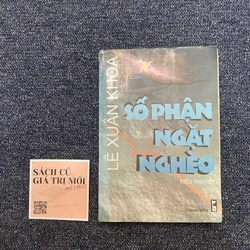 LÊ XUÂN KHOA
SỐ PHẬN
NGẶT
NGHÈO
TIỂU THUYẾT
SÁCH CŨ
GIÁ TRỊ MỚI